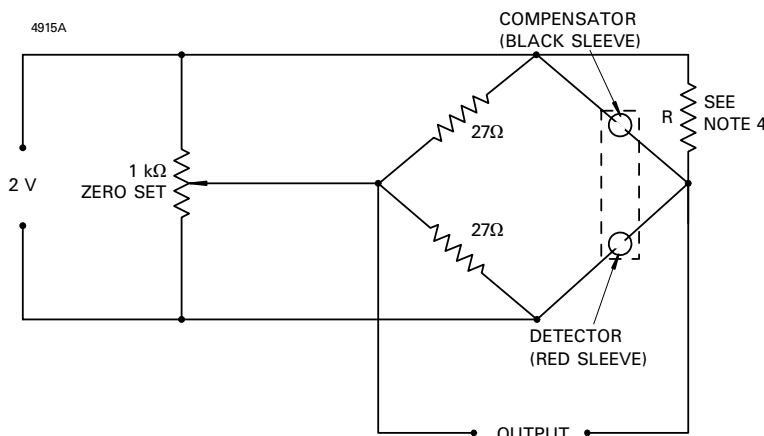 4915A
COMPENSATOR
(BLACK SLEEVE)
27Ω
R
SEE
NOTE 4
1 kΩ
ZERO SET
2 V
27Ω
DETECTOR
(RED SLEEVE)
OUTPUT